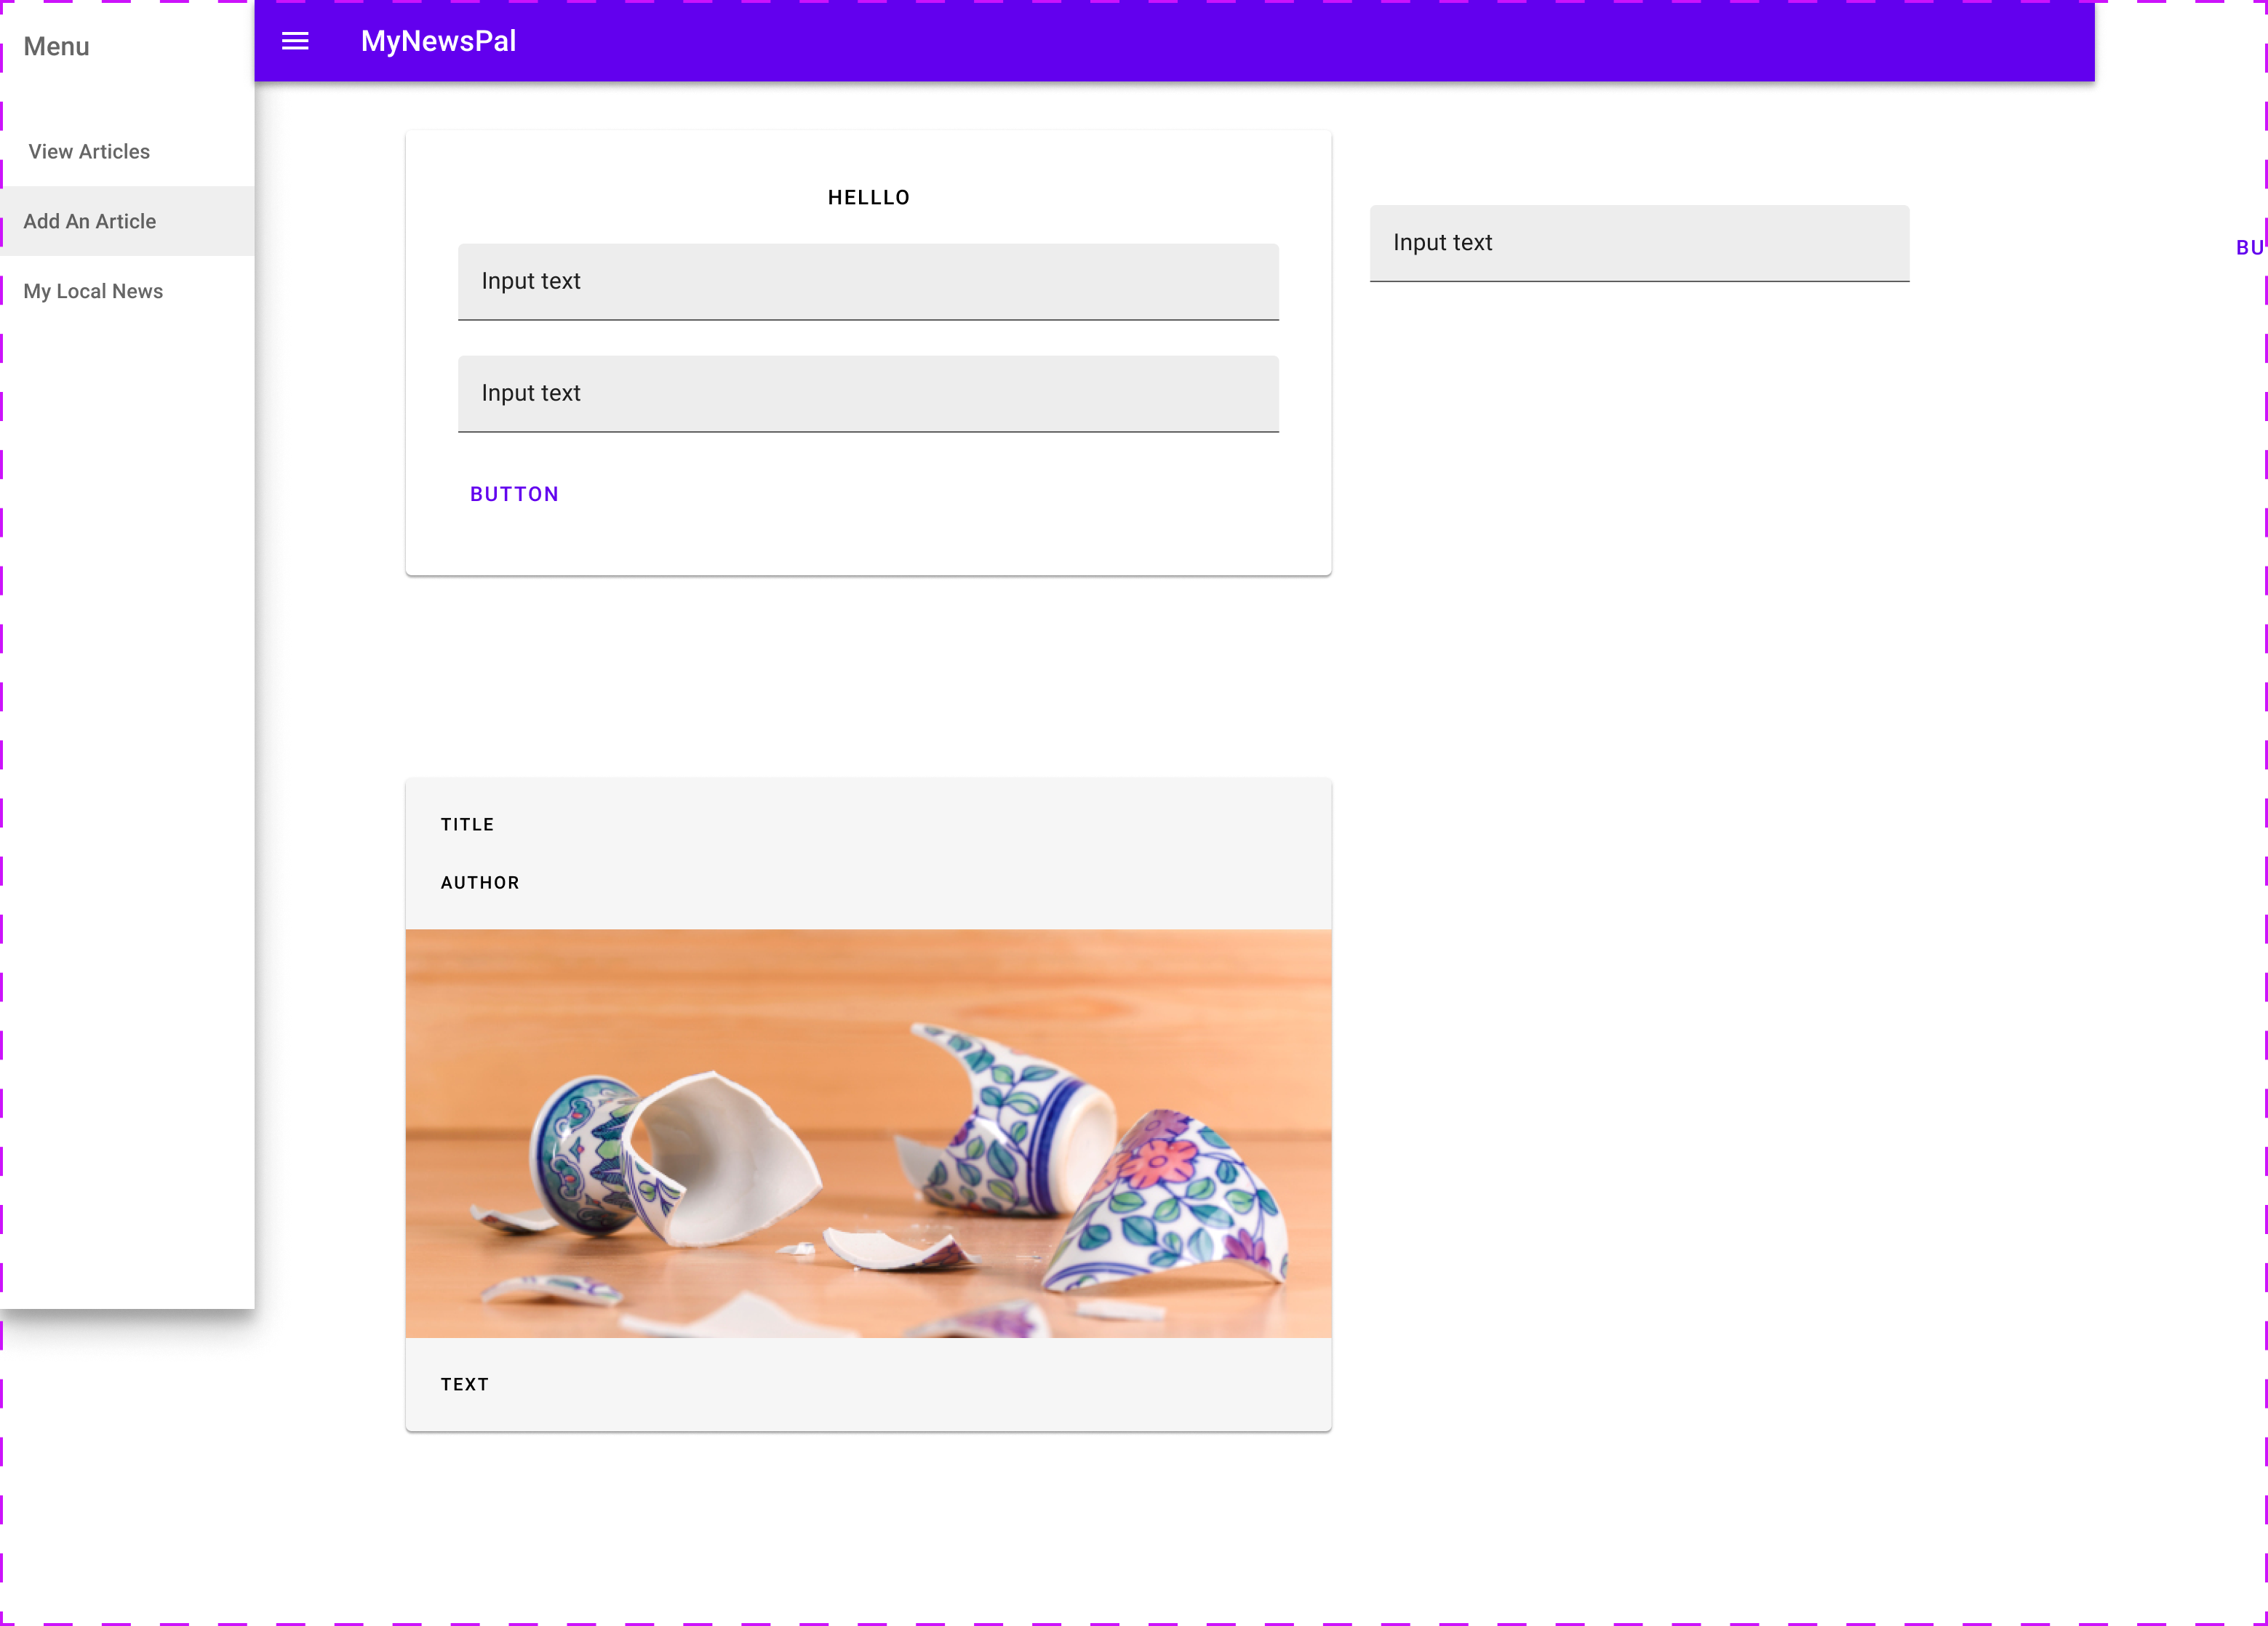 Menu
MyNewsPal
View Articles
Add An Article
My Local News
HELLLO
Input text
Input text
BUTTON
Input text
BU
TITLE
AUTHOR
TEXT